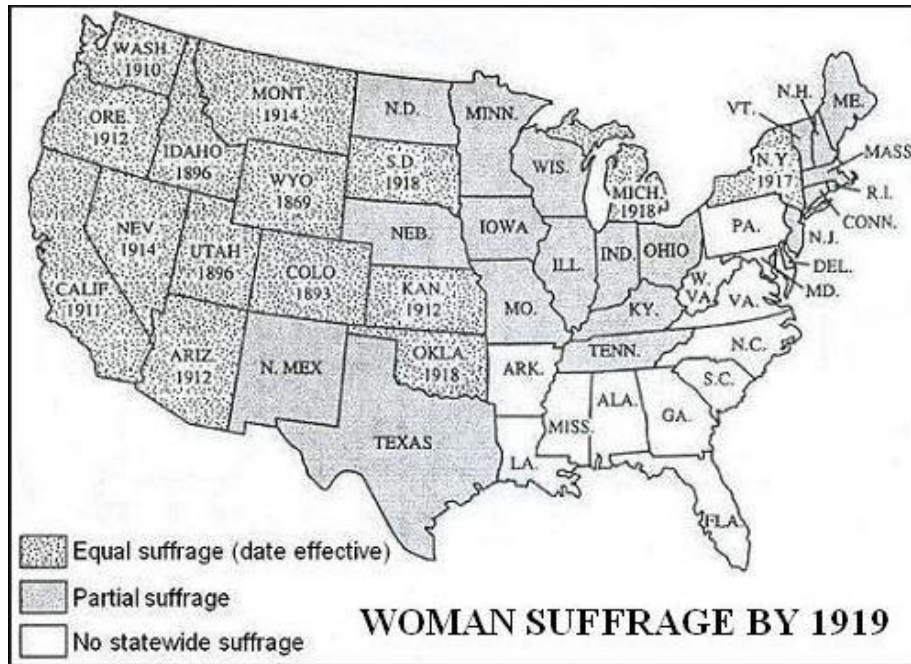 WASH.
1910
ORE.
1912
IDAHO
1896
MONT.
1914
WYO
1869
NEV.
1914
UTAH
1896
CALIF.
1911
COLO
1893
ARIZ.
1912
N. MEX
N.D.
S.D
1918
NEB.
KAN.
1912
OKLA.
1918
TEXAS
MINN.
IOWA
MO.
ARK.
LA.
WIS.
ILL.
MICH.
1918
IND.
OHIO
KY.
TENN.
MISS.
ALA.
GA.
FLA.
S.C.
N.C.
VA.
W.
VA.
PA.
N.Y
1917
VT.
N.H.
ME.
MASS
R.I.
CONN.
N.J.
DEL.
MD.
Equal suffrage (date effective)
Partial suffrage
No statewide suffrage
WOMAN SUFFRAGE BY 1919